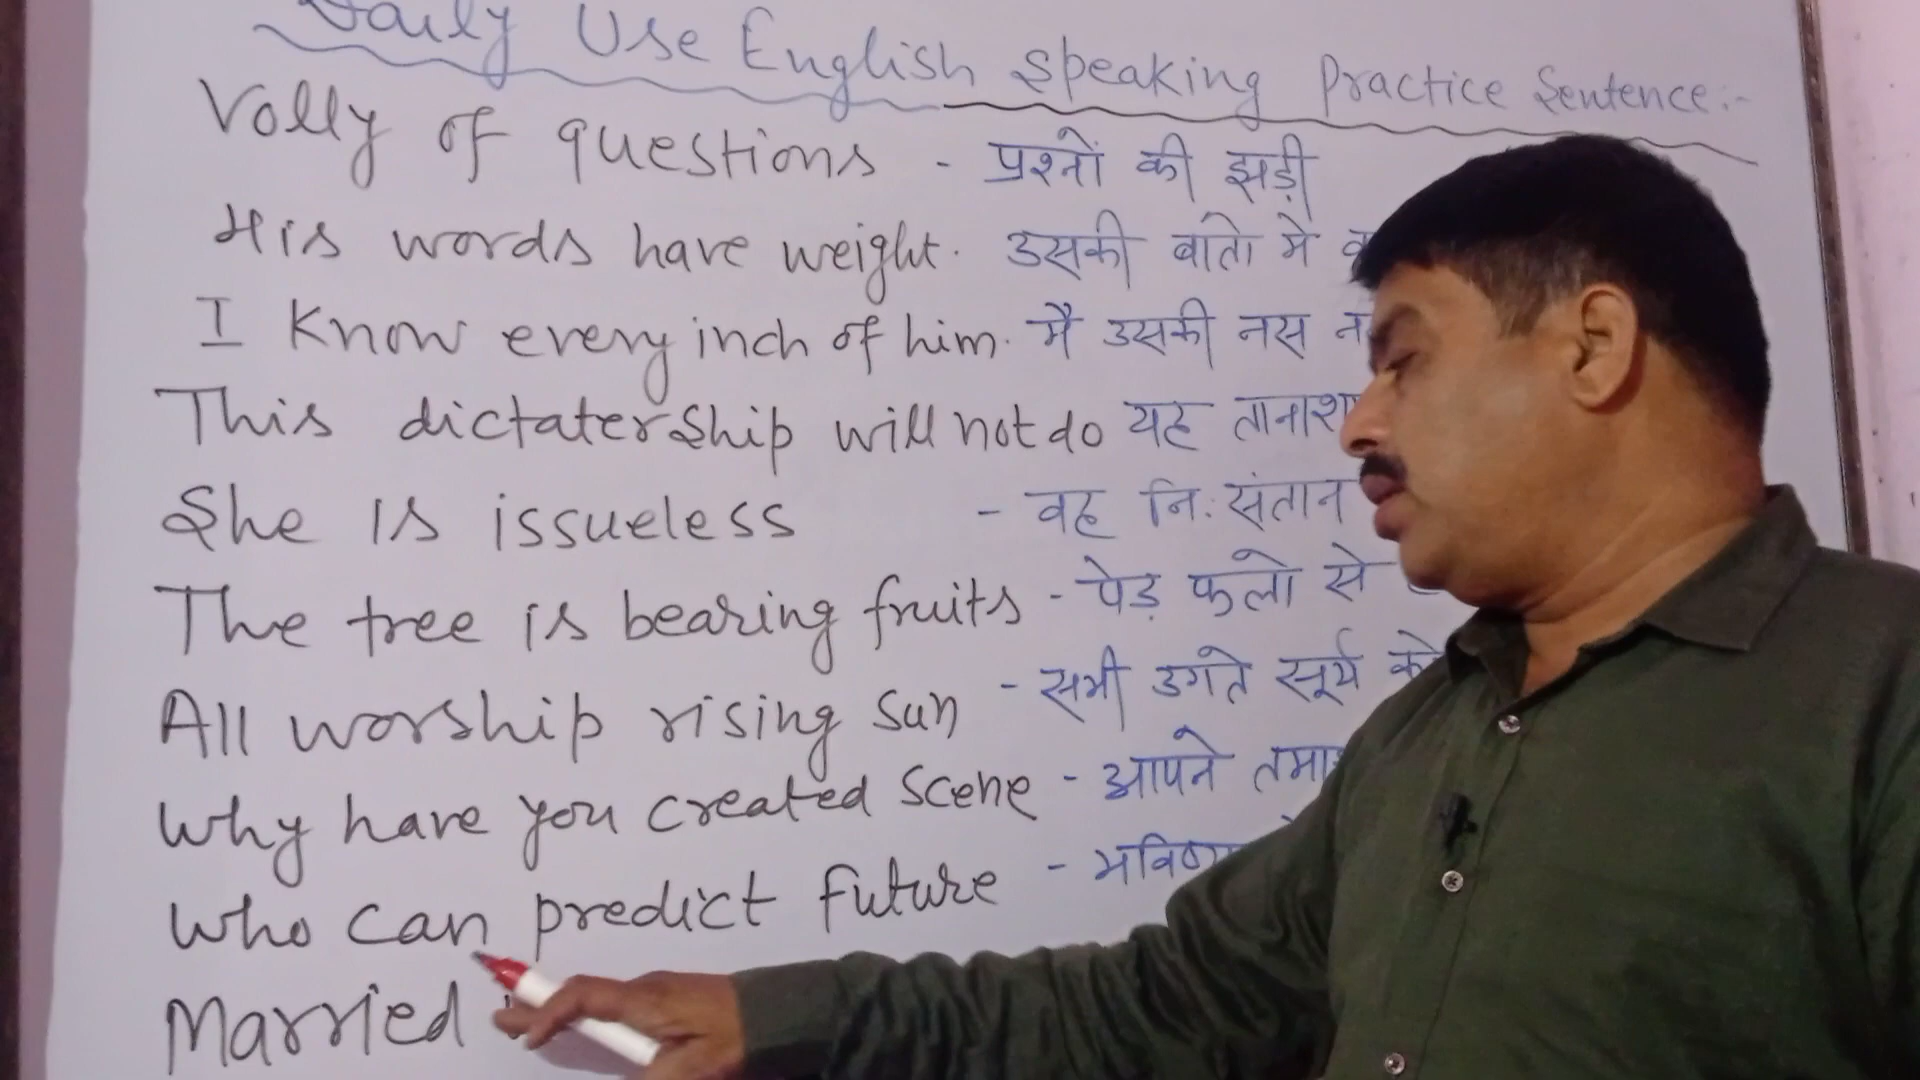 Daily Use English Speaking Practice Sentence:-
Volly of questions - प्रश्नों की झड़ी
His words have weight. उसकी बातो मे
I know every inch of him. मै उसकी नस
This dictatership will not do यह
She is issueless - वह नि:संतान
The tree is bearing fruits - पेड़ फलो से
All worship rising sun - सभी उगते सूर्य को
Why have you created scene - आपने
Who can predict future -
Married